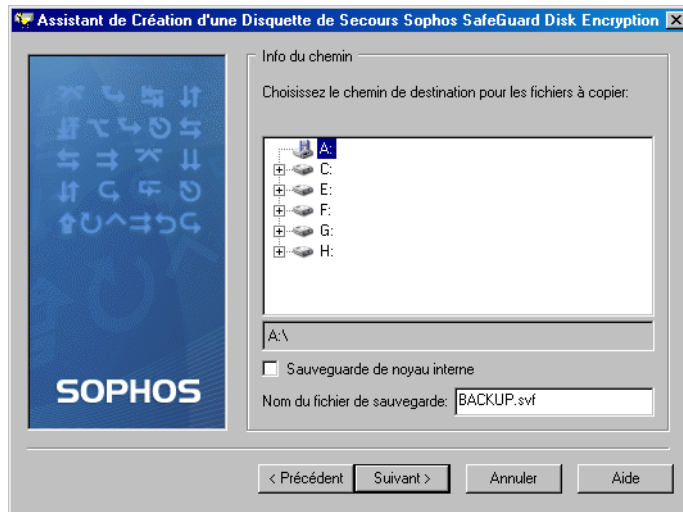 Assistant de Création d'une Disquette de Secours Sophos SafeGuard Disk Encryption
Info du chemin
Choisissez le chemin de destination pour les fichiers à copier:
A:
C:
E:
F:
G:
H:
A:\
Sauveguarde de noyau interne
Nom du fichier de sauvegarde: BACKUP.svf
SOPHOS
< Précédent Suivant > Annuler Aide